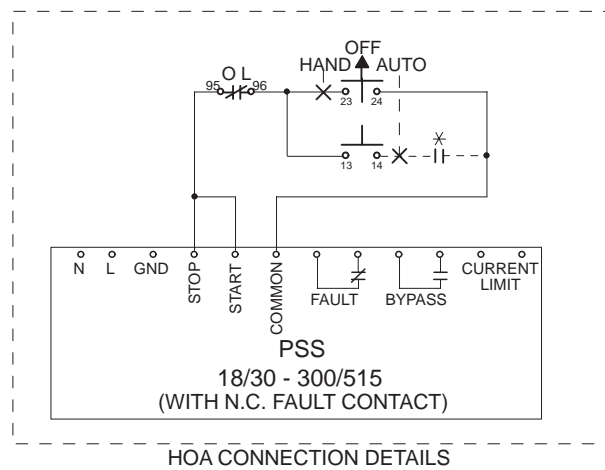 OFF
HAND AUTO
O L
95 96
23 24
13 14
N L GND STOP START COMMON FAULT BYPASS CURRENT
LIMIT
PSS
18/30 - 300/515
(WITH N.C. FAULT CONTACT)
HOA CONNECTION DETAILS